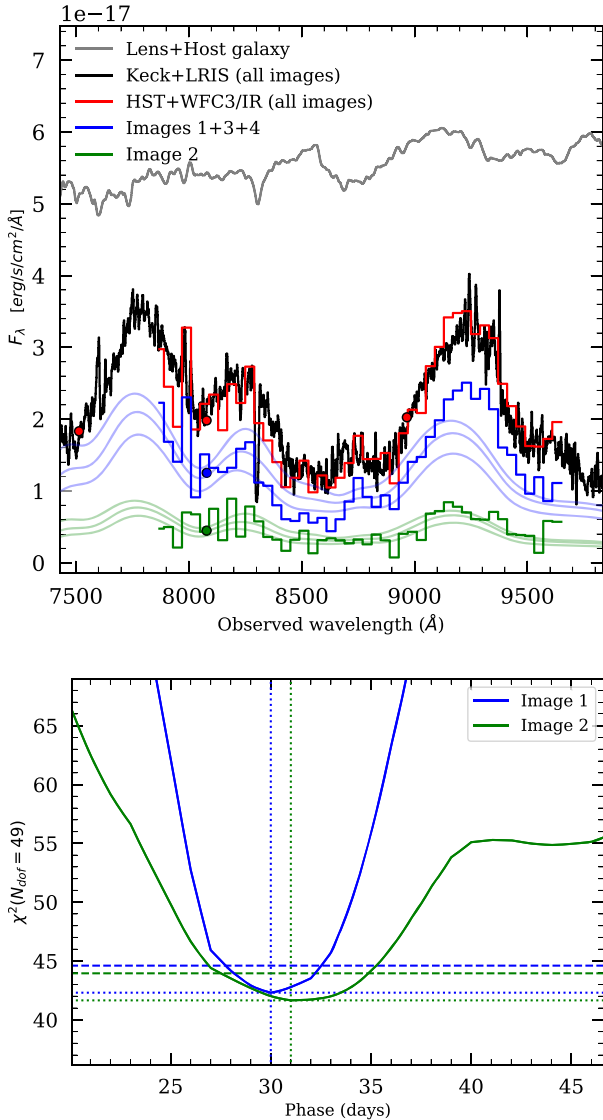 1e−17
Lens+Host galaxy
Keck+LRIS (all images)
HST+WFC3/IR (all images)
Images 1+3+4
Image 2
7
6
5
4
3
2
1
0
F_λ [erg/s/cm²/Å]
7500 8000 8500 9000 9500
Observed wavelength (Å)
Image 1
Image 2
65
60
55
50
45
40
χ²(N_dof = 49)
25 30 35 40 45
Phase (days)